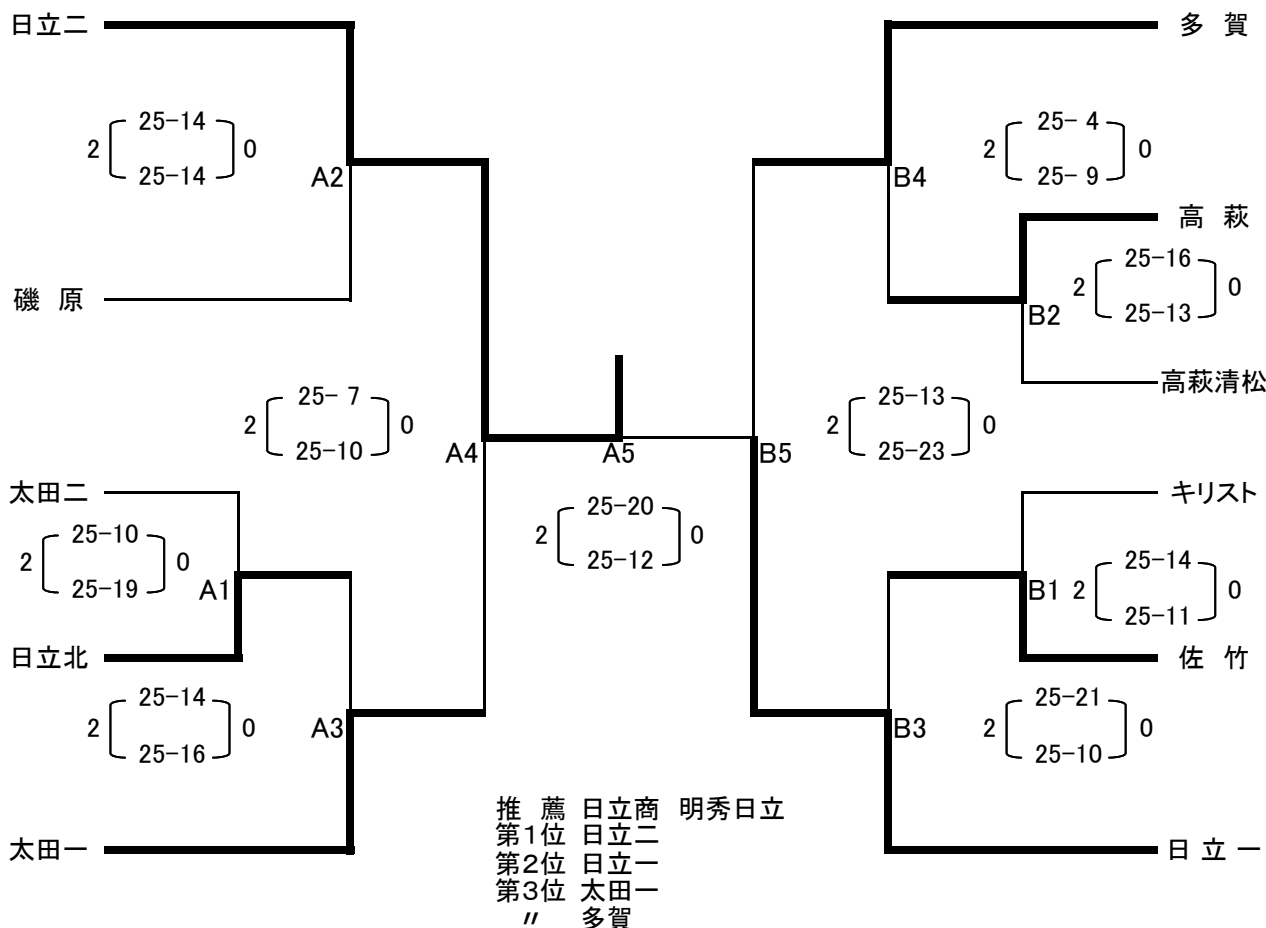 日立二
多 賀
25-14
2 0
25-14
A2
25- 4
2 0
25- 9
B4
高 萩
25-16
2 0
25-13
B2
磯 原
高萩清松
25- 7
2 0
25-10
A4
A5
B5
25-13
2 0
25-23
太田二
キリスト
25-10
2 0
25-19
A1
25-20
2 0
25-12
25-14
B1 2 0
25-11
日立北
佐 竹
25-14
2 0
25-16
A3
25-21
2 0
25-10
B3
太田一
日 立 一
推 薦 日立商 明秀日立
第1位 日立二
第2位 日立一
第3位 太田一
〃 多賀